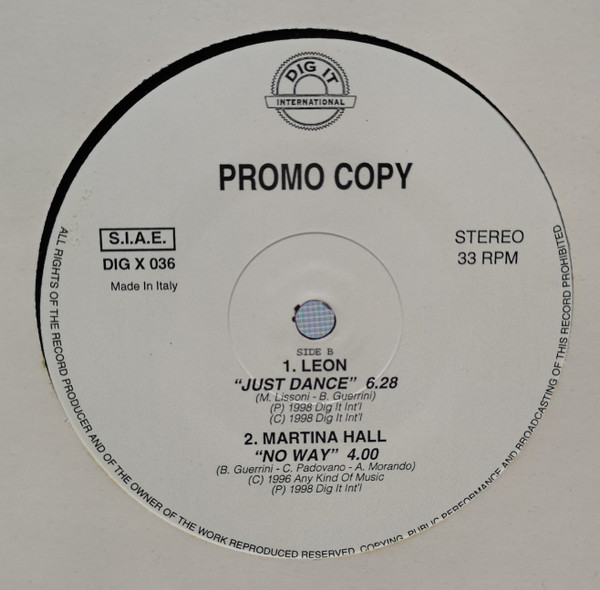 DIG IT
INTERNATIONAL
PROMO COPY
S.I.A.E.
DIG X 036
Made In Italy
STEREO
33 RPM
SIDE B
1. LEON
“JUST DANCE” 6.28
(M. Lissoni - B. Guerrini)
(P) 1998 Dig It Int'l
(C) 1998 Dig It Int'l
2. MARTINA HALL
“NO WAY” 4.00
(B. Guerrini - C. Padovano - A. Morando)
(C) 1996 Any Kind Of Music
(P) 1998 Dig It Int'l
ALL RIGHTS OF THE RECORD PRODUCER AND OF THE OWNER OF THE WORK REPRODUCED RESERVED. COPYING, PUBLIC PERFORMANCE AND BROADCASTING OF THIS RECORD PROHIBITED